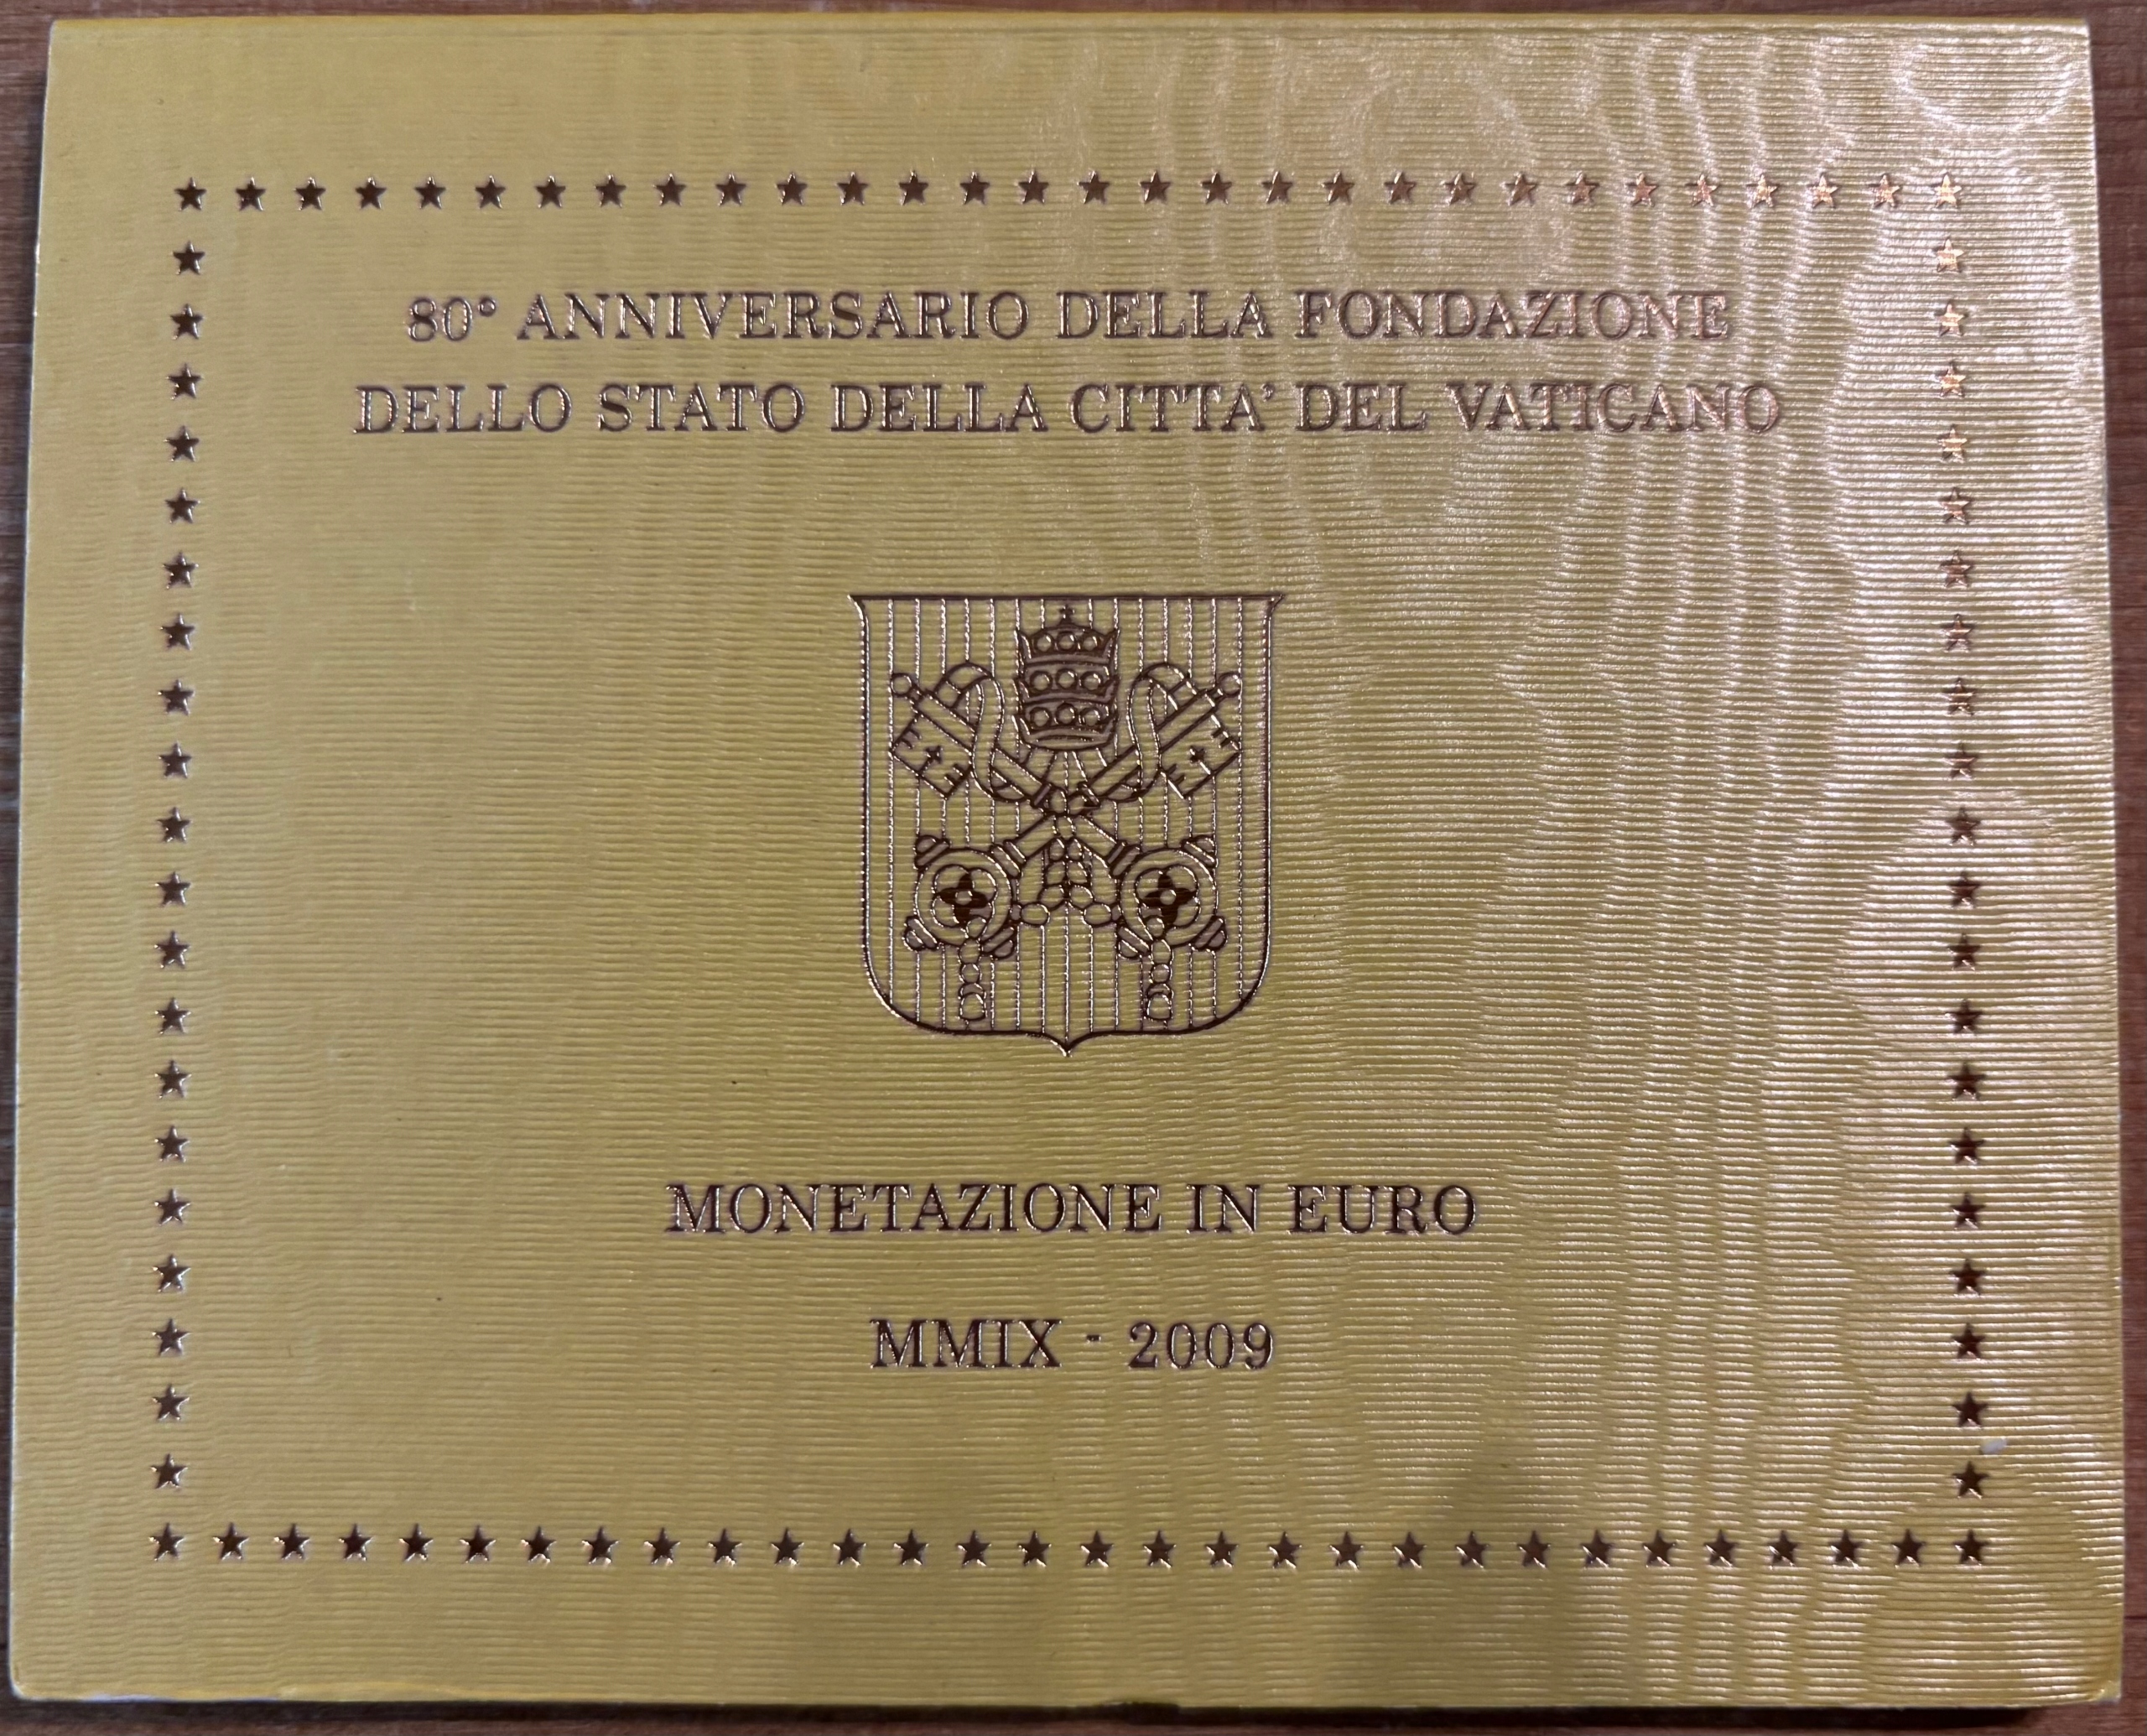 80° ANNIVERSARIO DELLA FONDAZIONE
DELLO STATO DELLA CITTA' DEL VATICANO
MONETAZIONE IN EURO
MMIX - 2009